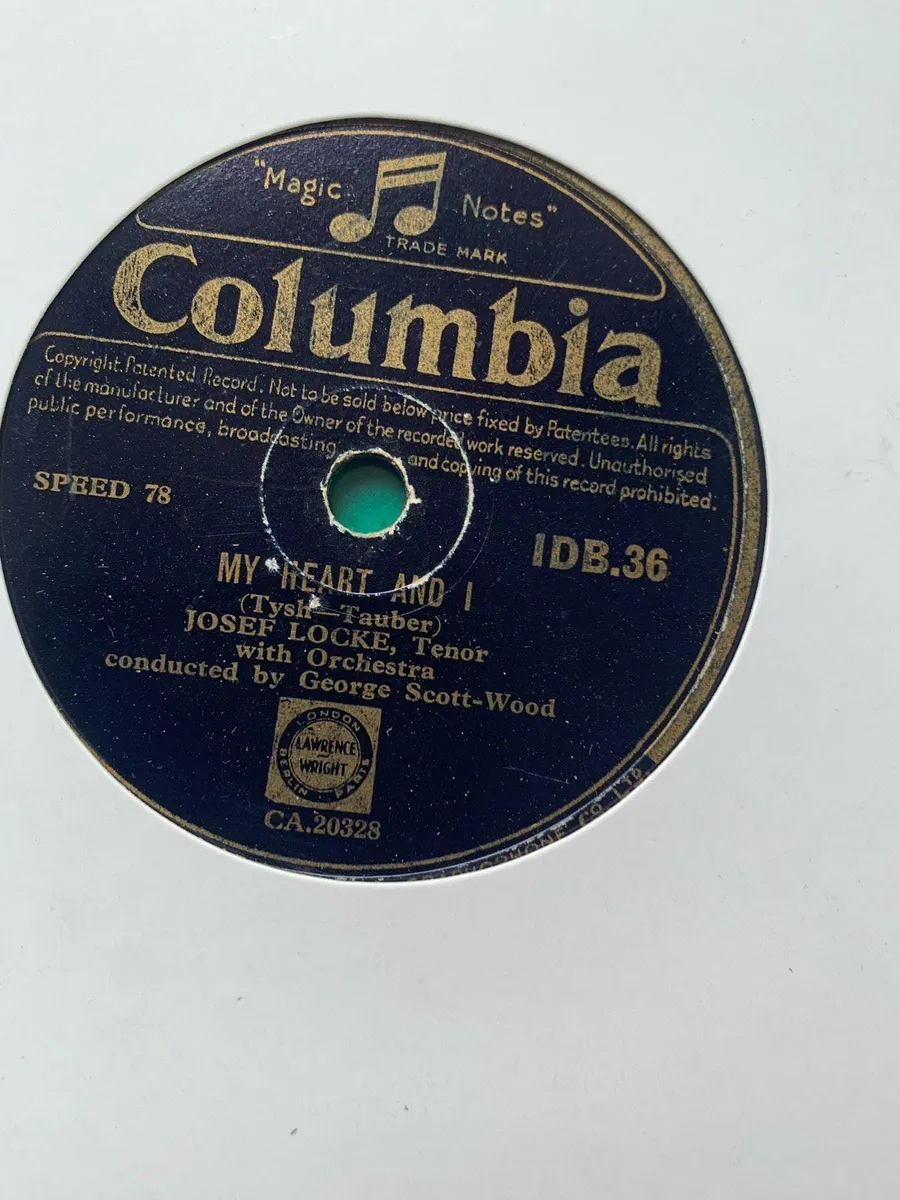 "Magic Notes"
TRADE MARK
Columbia
Copyright. Patented Record. Not to be sold below price fixed by Patentees. All rights
of the manufacturer and of the Owner of the recorded work reserved. Unauthorised
public performance, broadcasting and copying of this record prohibited.
SPEED 78
IDB.36
MY HEART AND I
(Tysh—Tauber)
JOSEF LOCKE, Tenor
with Orchestra
conducted by George Scott-Wood
LONDON
LAWRENCE
WRIGHT
BERLIN PARIS
CA.20328
CO. LTD.